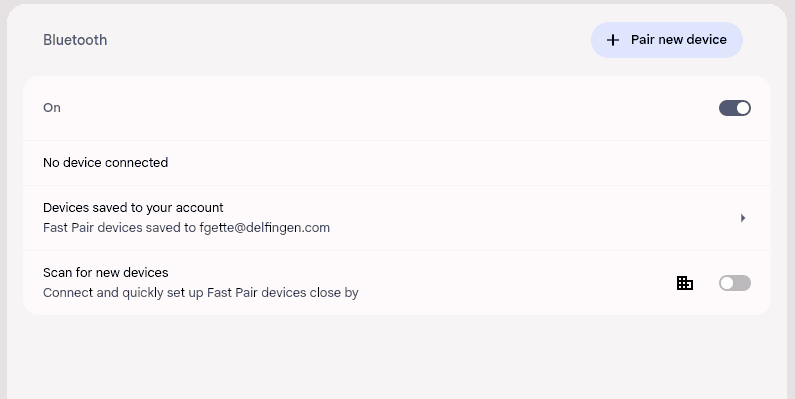 Bluetooth
+ Pair new device
On
No device connected
Devices saved to your account
Fast Pair devices saved to fgette@delfingen.com
Scan for new devices
Connect and quickly set up Fast Pair devices close by